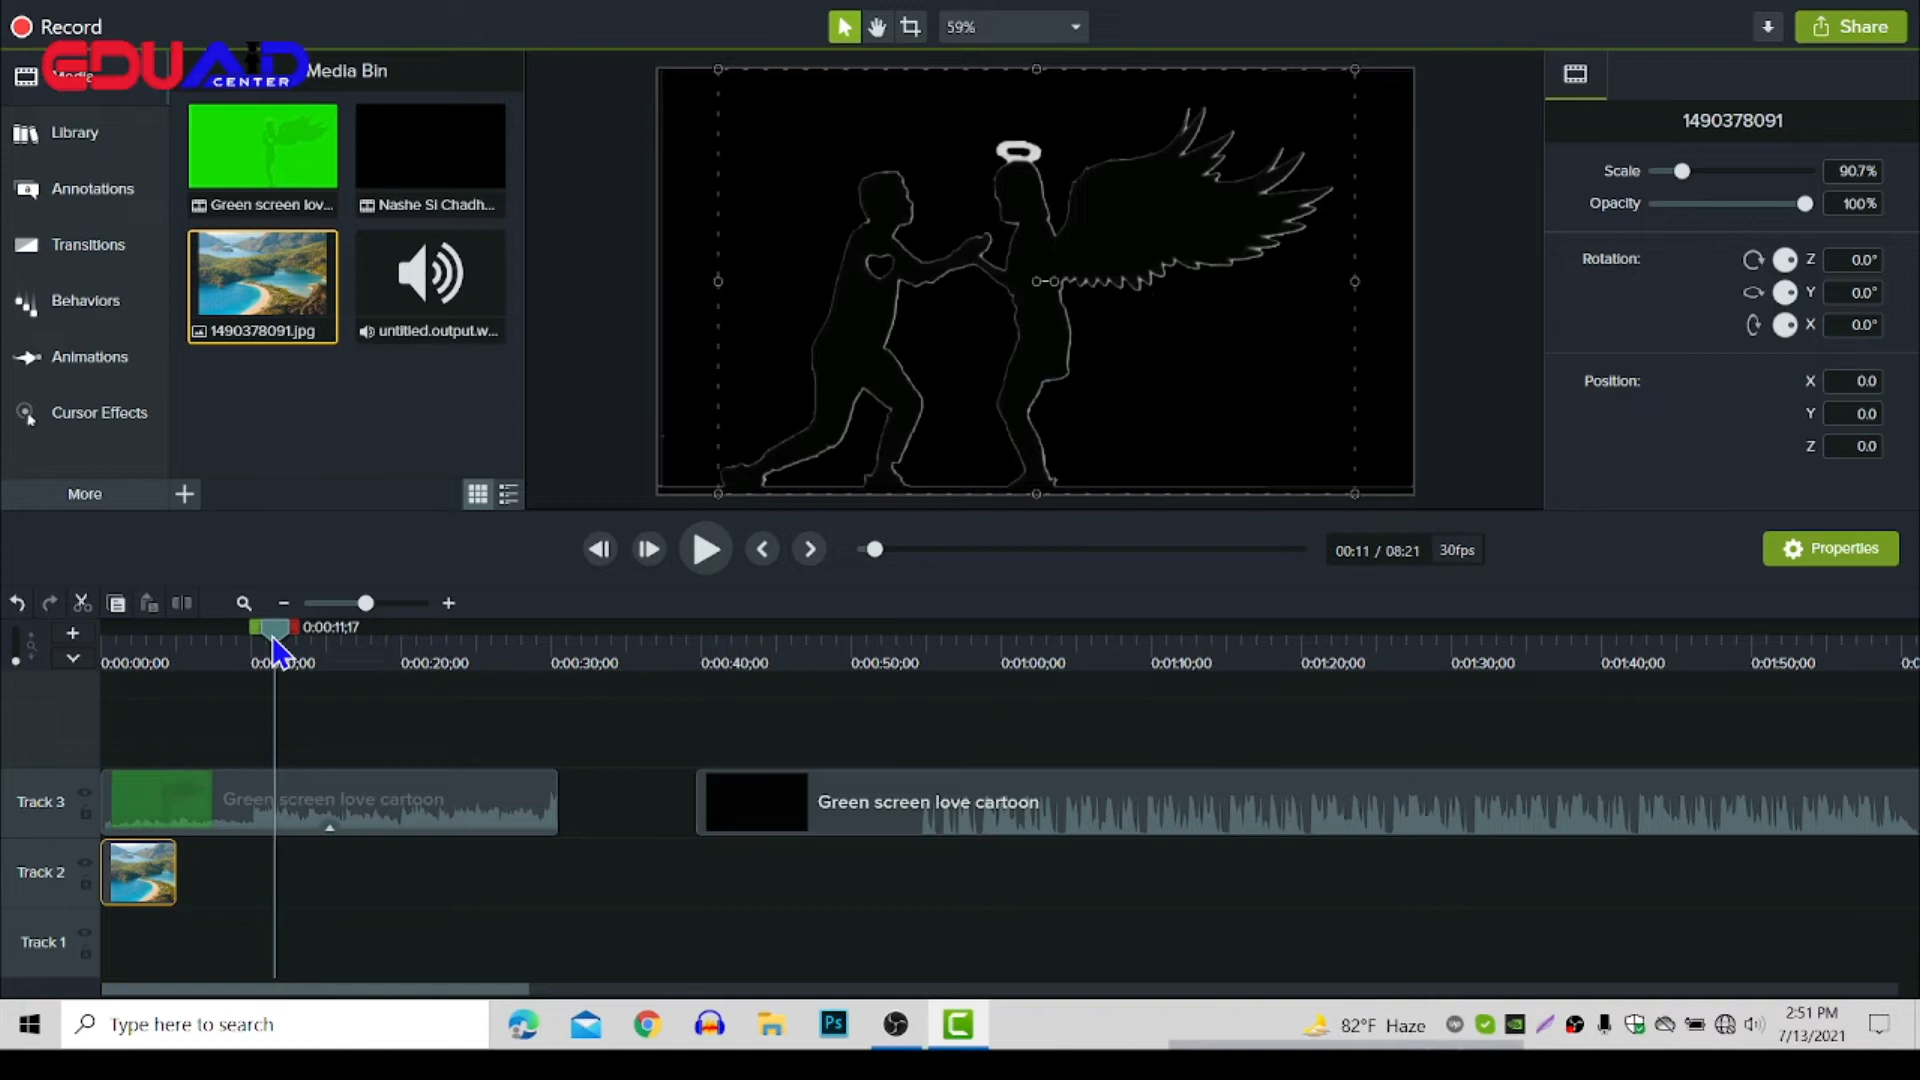 Record
59%
Share
EDUAD
CENTER
Media Bin
Library
Annotations
Transitions
Behaviors
Animations
Cursor Effects
More
Green screen lov...
Nashe Si Chadh...
1490378091.jpg
untitled.output.w...
1490378091
Scale
90.7%
Opacity
100%
Rotation:
Z 0.0°
Y 0.0°
X 0.0°
Position:
X 0.0
Y 0.0
Z 0.0
00:11 / 08:21
30fps
Properties
0:00:11;17
0:00:00;00
0:00:20;00
0:00:30;00
0:00:40;00
0:00:50;00
0:01:00;00
0:01:10;00
0:01:20;00
0:01:30;00
0:01:40;00
0:01:50;00
Track 3
Green screen love cartoon
Green screen love cartoon
Track 2
Track 1
Type here to search
Ps
82°F Haze
2:51 PM
7/13/2021